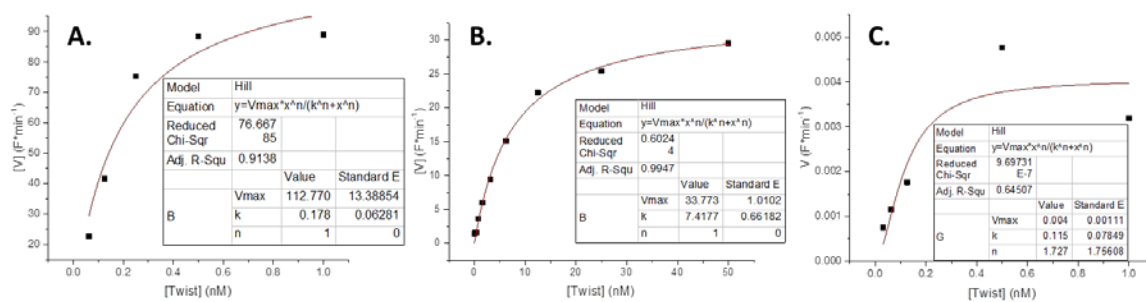 A.
90
80
70
60
50
40
30
20
[V] (F*min⁻¹)
0.0 0.2 0.4 0.6 0.8 1.0
[Twist] (nM)
Model Hill
Equation y=Vmax*x^n/(k^n+x^n)
Reduced 76.667
Chi-Sqr 85
Adj. R-Squ 0.9138
Value Standard E
Vmax 112.770 13.38854
B k 0.178 0.06281
n 1 0
B.
35
30
25
20
15
10
5
0
[V] (F*min⁻¹)
0 10 20 30 40 50
[Twist] (nM)
Model Hill
Equation y=Vmax*x^n/(k^n+x^n)
Reduced 0.6024
Chi-Sqr 4
Adj. R-Squ 0.9947
Value Standard E
Vmax 33.773 1.0102
B k 7.4177 0.66182
n 1 0
C.
0.005
0.004
0.003
0.002
0.001
0.000
V (F*min⁻¹)
0.0 0.2 0.4 0.6 0.8 1.0
[Twist] (nM)
Model Hill
Equation y=Vmax*x^n/(k^n+x^n)
Reduced 9.69731
Chi-Sqr E-7
Adj. R-Squ 0.64507
Value Standard E
Vmax 0.004 0.00111
G k 0.115 0.07849
n 1.727 1.75608